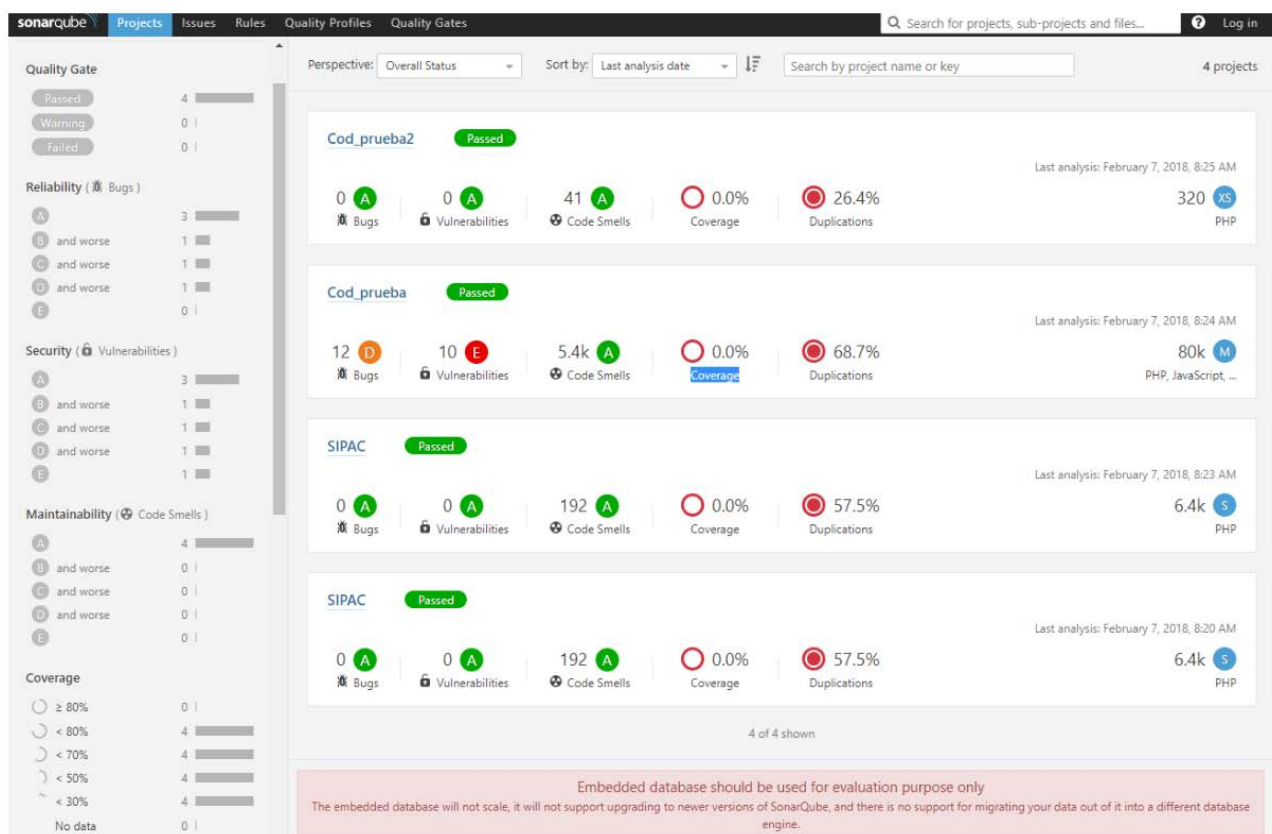 sonarqube Projects Issues Rules Quality Profiles Quality Gates Search for projects, sub-projects and files... ? Log in
Quality Gate
Passed 4
Warning 0
Failed 0
Reliability ( Bugs )
A 3
B and worse 1
C and worse 1
D and worse 1
E 0
Security ( Vulnerabilities )
A 3
B and worse 1
C and worse 1
D and worse 1
E 1
Maintainability ( Code Smells )
A 4
B and worse 0
C and worse 0
D and worse 0
E 0
Coverage
≥ 80% 0
< 80% 4
< 70% 4
< 50% 4
< 30% 4
No data 0
Perspective: Overall Status Sort by: Last analysis date Search by project name or key 4 projects
Cod_prueba2 Passed
Last analysis: February 7, 2018, 8:25 AM
0 A 0 A 41 A 0.0% 26.4% 320 XS
Bugs Vulnerabilities Code Smells Coverage Duplications PHP
Cod_prueba Passed
Last analysis: February 7, 2018, 8:24 AM
12 D 10 E 5.4k A 0.0% 68.7% 80k M
Bugs Vulnerabilities Code Smells Coverage Duplications PHP, JavaScript, ...
SIPAC Passed
Last analysis: February 7, 2018, 8:23 AM
0 A 0 A 192 A 0.0% 57.5% 6.4k S
Bugs Vulnerabilities Code Smells Coverage Duplications PHP
SIPAC Passed
Last analysis: February 7, 2018, 8:20 AM
0 A 0 A 192 A 0.0% 57.5% 6.4k S
Bugs Vulnerabilities Code Smells Coverage Duplications PHP
4 of 4 shown
Embedded database should be used for evaluation purpose only
The embedded database will not scale, it will not support upgrading to newer versions of SonarQube, and there is no support for migrating your data out of it into a different database
engine.